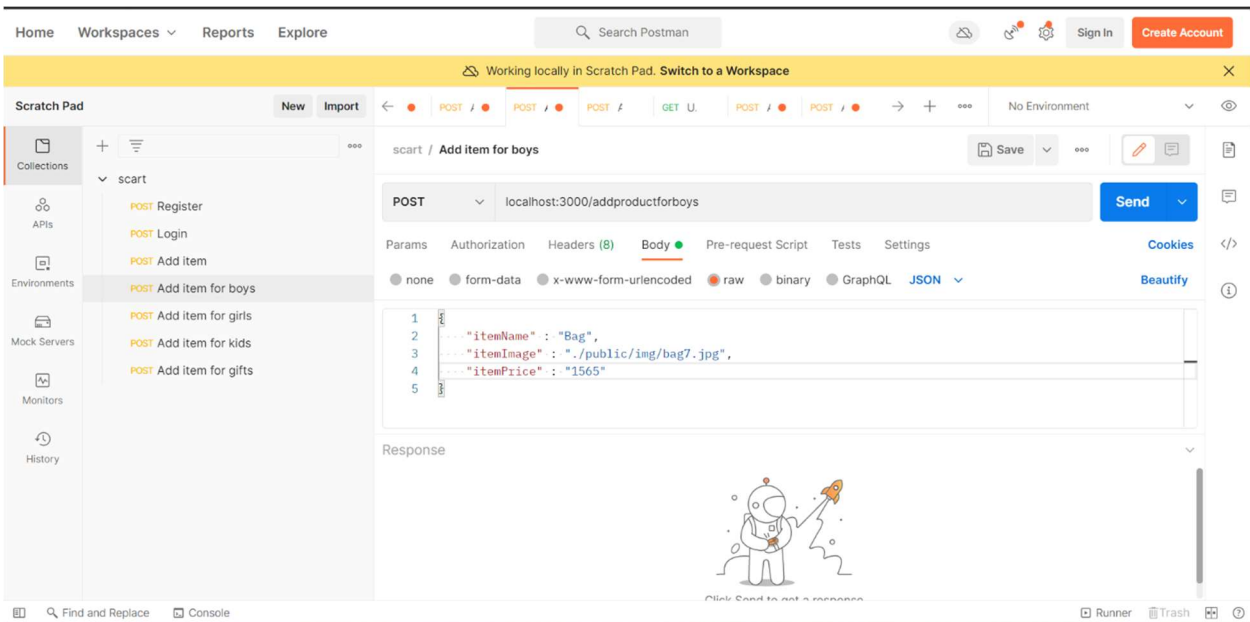 Home Workspaces Reports Explore Search Postman Sign In Create Account
Working locally in Scratch Pad. Switch to a Workspace
Scratch Pad New Import POST POST POST GET U. POST POST No Environment
Collections
APIs
Environments
Mock Servers
Monitors
History
scart
POST Register
POST Login
POST Add item
POST Add item for boys
POST Add item for girls
POST Add item for kids
POST Add item for gifts
scart / Add item for boys Save
POST localhost:3000/addproductforboys Send
Params Authorization Headers (8) Body Pre-request Script Tests Settings Cookies
none form-data x-www-form-urlencoded raw binary GraphQL JSON Beautify
1 {
2 "itemName" : "Bag",
3 "itemImage" : "./public/img/bag7.jpg",
4 "itemPrice" : "1565"
5 }
Response
Click Send to get a response
Find and Replace Console Runner Trash